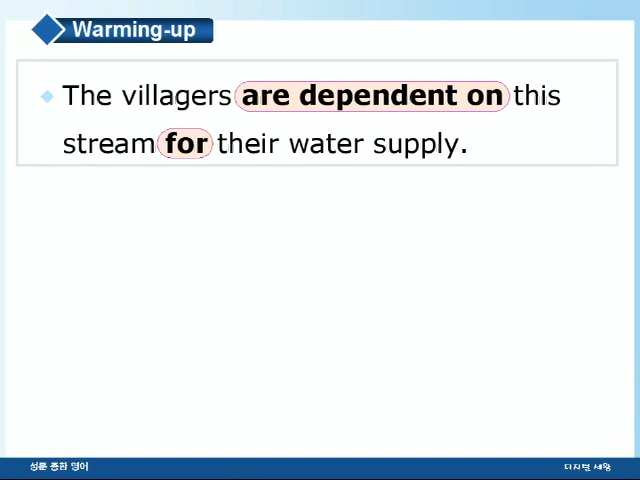 Warming-up
The villagers are dependent on this
stream for their water supply.
성문 종합 영어
디지털 세왕